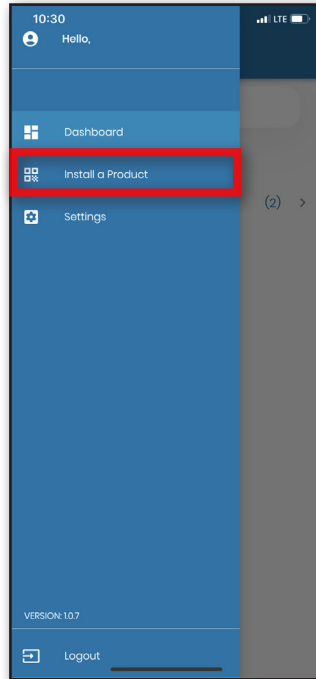 10:30
LTE
Hello,
Dashboard
Install a Product
(2)
Settings
VERSION: 1.0.7
Logout